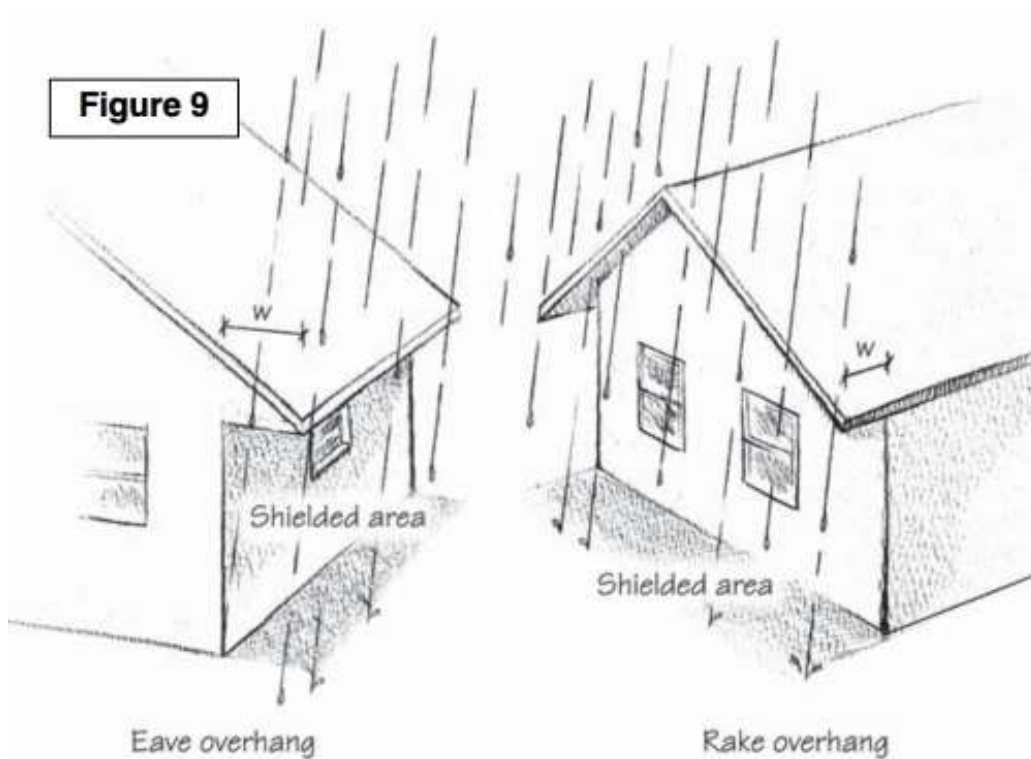 Figure 9
W
W
Shielded area
Shielded area
Eave overhang
Rake overhang